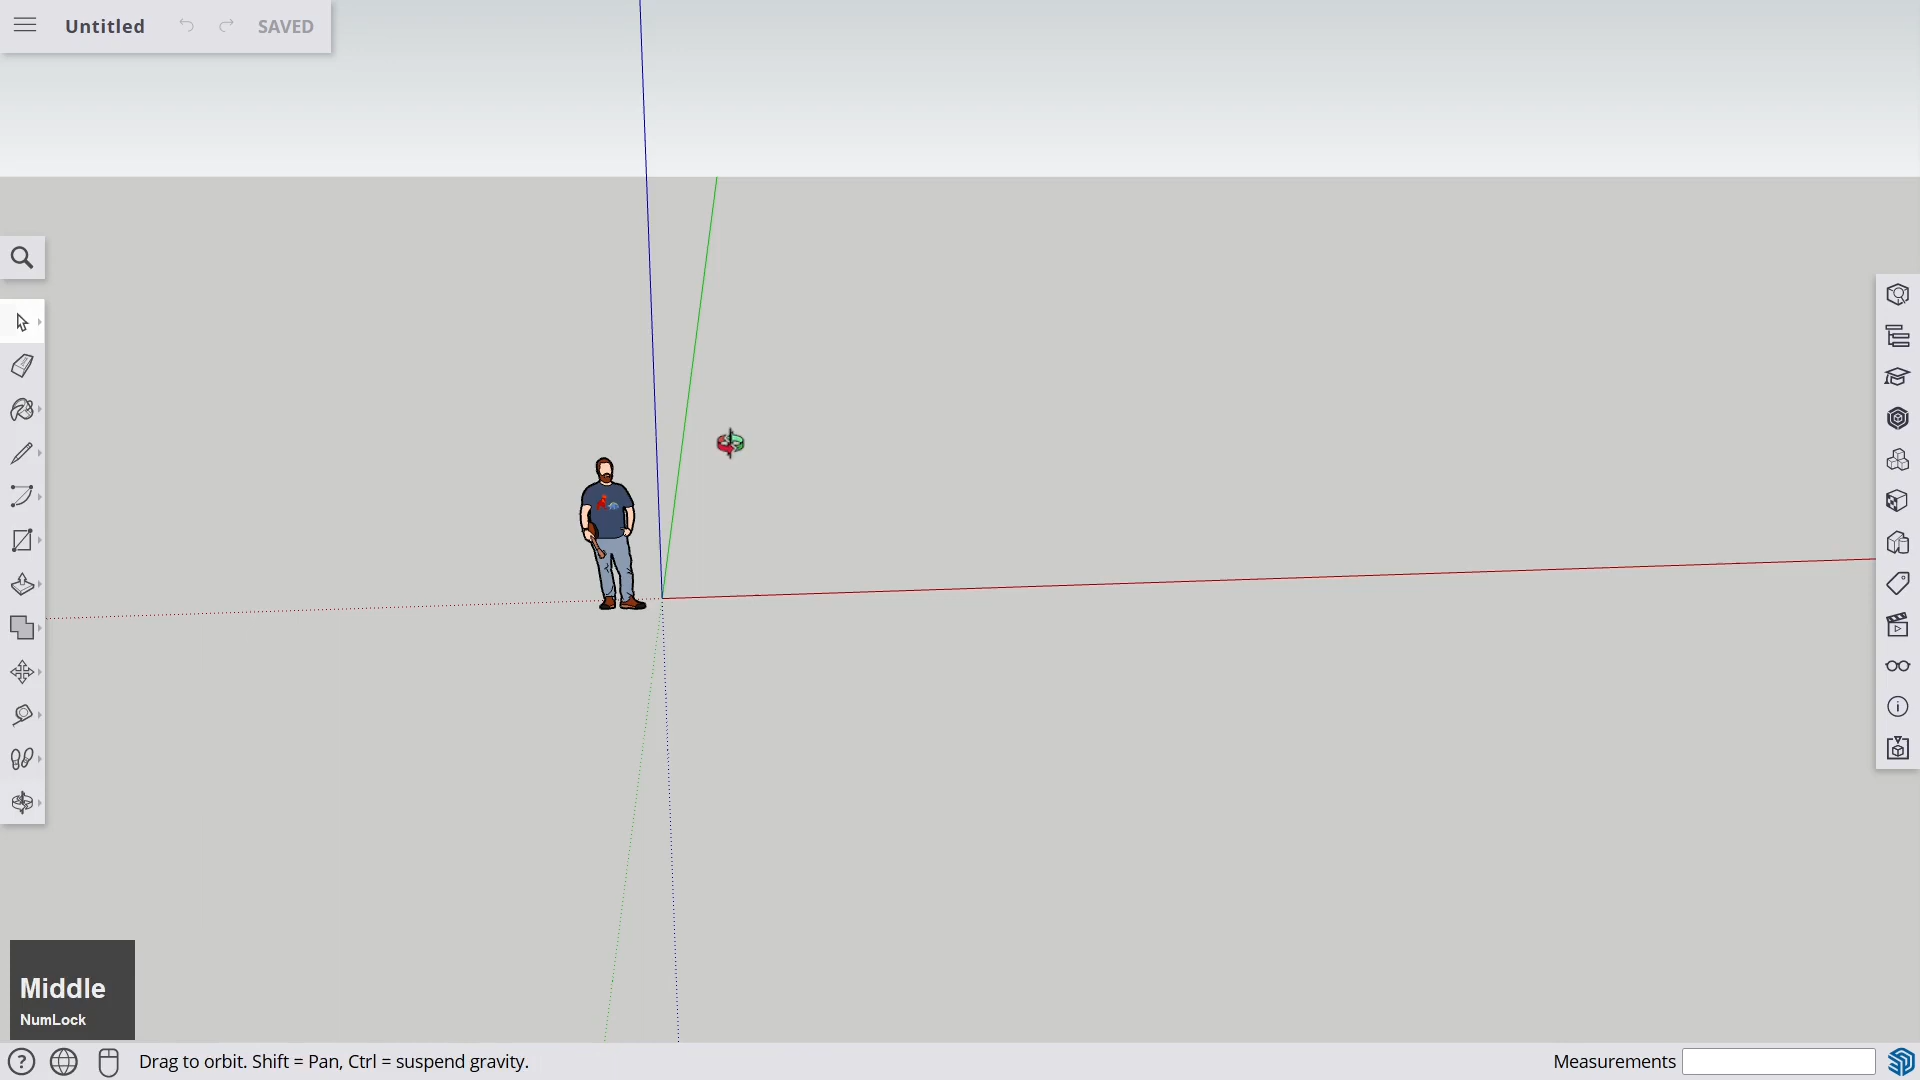 Untitled
SAVED
Middle
NumLock
Drag to orbit. Shift = Pan, Ctrl = suspend gravity.
Measurements